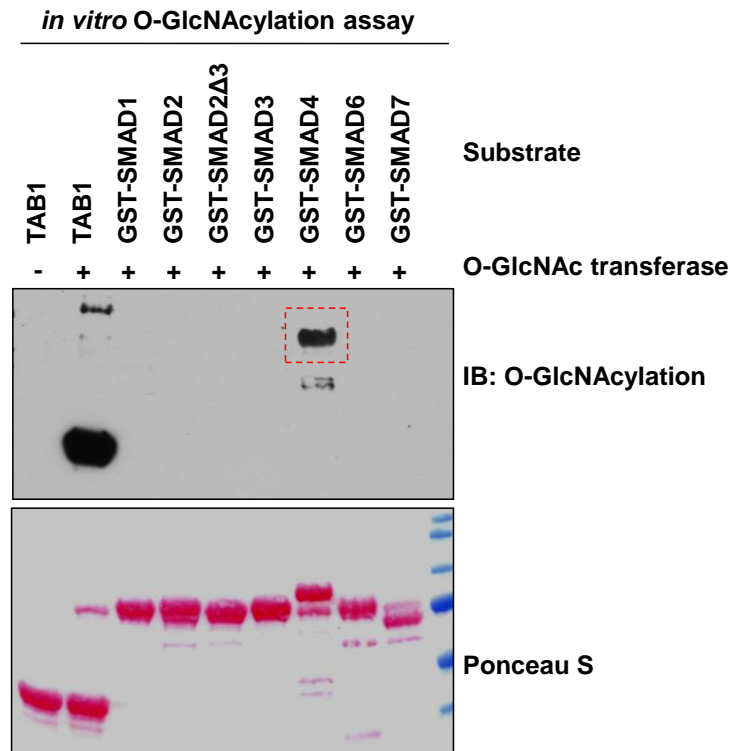 in vitro O-GlcNAcylation assay
TAB1
TAB1
GST-SMAD1
GST-SMAD2
GST-SMAD2Δ3
GST-SMAD3
GST-SMAD4
GST-SMAD6
GST-SMAD7
Substrate
- + + + + + + + + O-GlcNAc transferase
IB: O-GlcNAcylation
Ponceau S